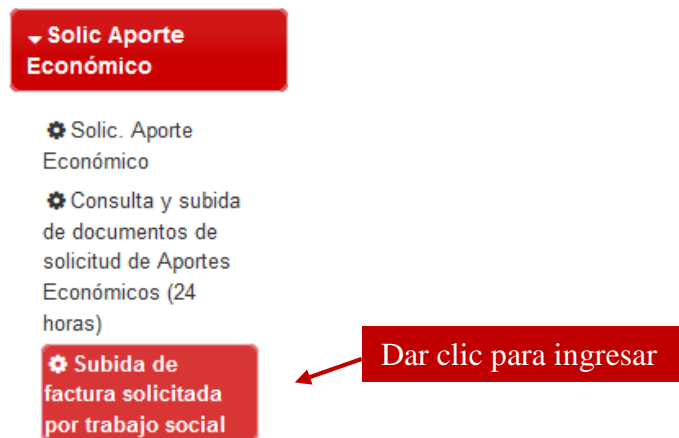 Solic Aporte
Económico
Solic. Aporte
Económico
Consulta y subida
de documentos de
solicitud de Aportes
Económicos (24
horas)
Subida de
factura solicitada
por trabajo social
Dar clic para ingresar